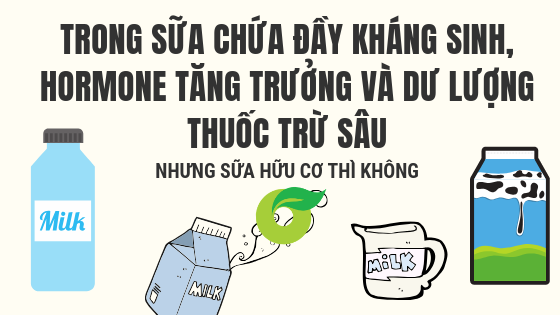 TRONG SỮA CHỨA ĐẦY KHÁNG SINH,
HORMONE TĂNG TRƯỞNG VÀ DƯ LƯỢNG
THUỐC TRỪ SÂU
NHƯNG SỮA HỮU CƠ THÌ KHÔNG
Milk
MILK
MILK